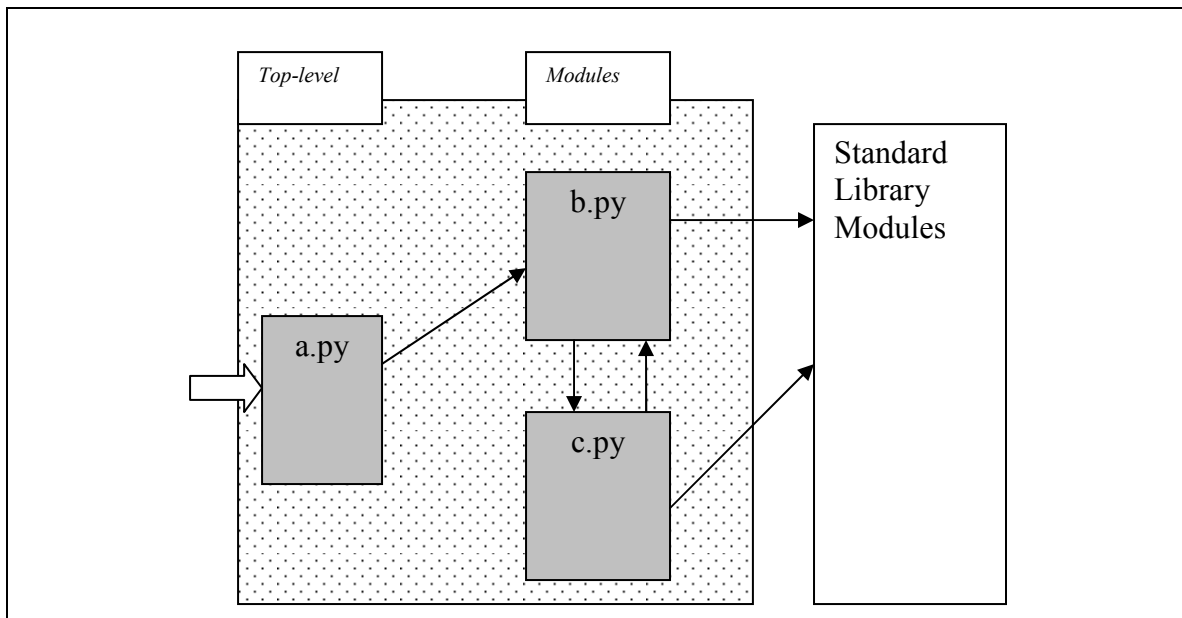 Top-level
Modules
Standard
Library
Modules
b.py
a.py
c.py